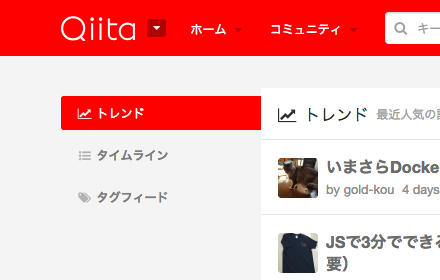 Qiita
ホーム
コミュニティ
キー
トレンド
タイムライン
タグフィード
トレンド 最近人気の
いまさらDocke
by gold-kou 4 days
JSで3分でできる
要）